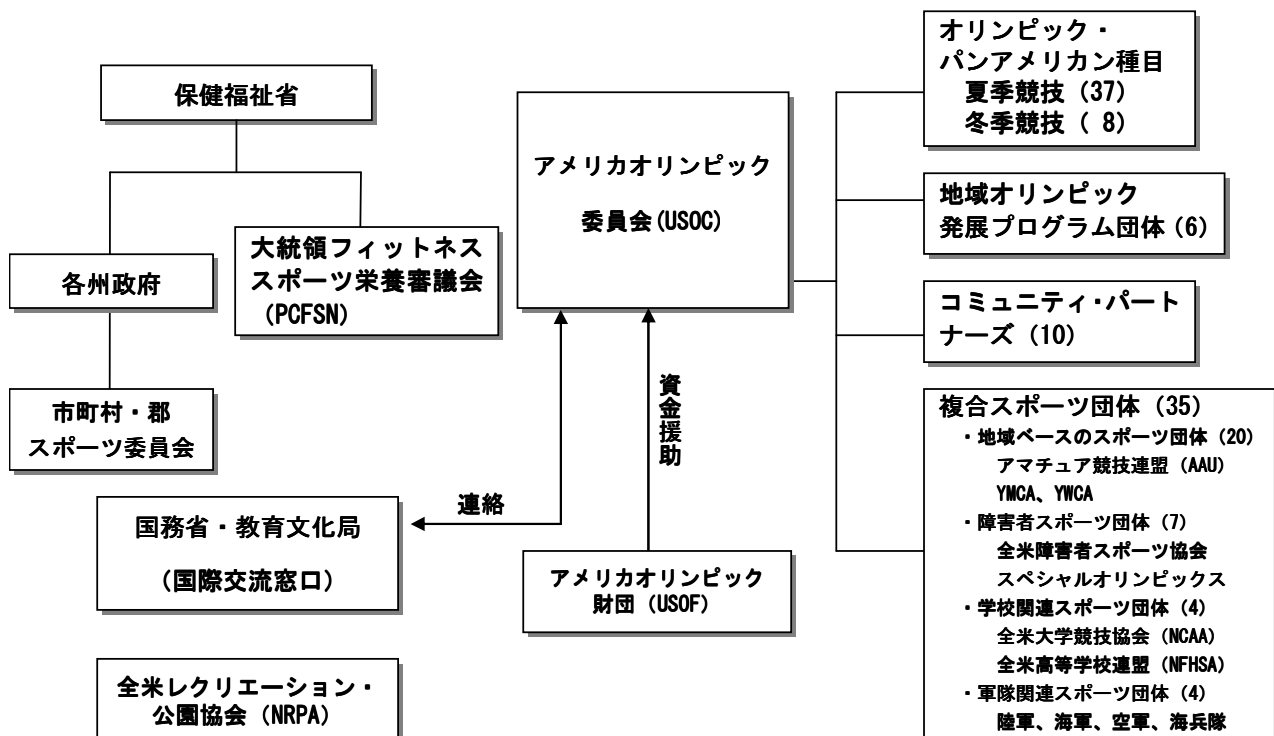 保健福祉省
各州政府
大統領フィットネス
スポーツ栄養審議会
(PCFSN)
市町村・郡
スポーツ委員会
国務省・教育文化局
(国際交流窓口)
全米レクリエーション・
公園協会 (NRPA)
アメリカオリンピック
委員会(USOC)
連絡
資金援助
アメリカオリンピック
財団 (USOF)
オリンピック・
パンアメリカン種目
夏季競技 (37)
冬季競技 ( 8)
地域オリンピック
発展プログラム団体 (6)
コミュニティ・パート
ナーズ (10)
複合スポーツ団体 (35)
・地域ベースのスポーツ団体 (20)
アマチュア競技連盟 (AAU)
YMCA、YWCA
・障害者スポーツ団体 (7)
全米障害者スポーツ協会
スペシャルオリンピックス
・学校関連スポーツ団体 (4)
全米大学競技協会 (NCAA)
全米高等学校連盟 (NFHSA)
・軍隊関連スポーツ団体 (4)
陸軍、海軍、空軍、海兵隊